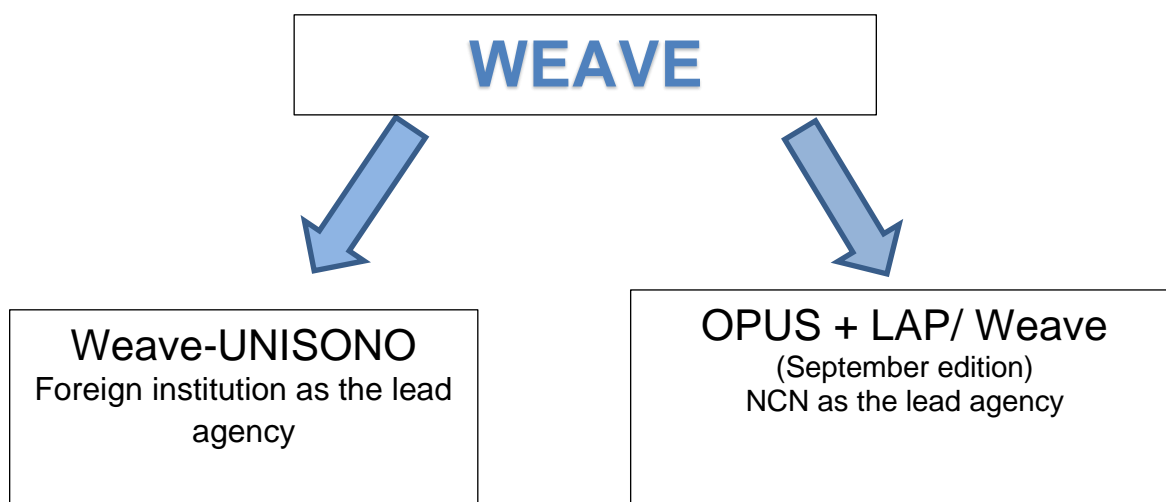 WEAVE
Weave-UNISONO
Foreign institution as the lead
agency
OPUS + LAP/ Weave
(September edition)
NCN as the lead agency